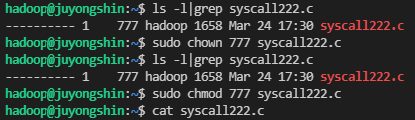 hadoop@juyongshin:~$ ls -l|grep syscall222.c
---------- 1    777 hadoop 1658 Mar 24 17:30 syscall222.c
hadoop@juyongshin:~$ sudo chown 777 syscall222.c
hadoop@juyongshin:~$ ls -l|grep syscall222.c
---------- 1    777 hadoop 1658 Mar 24 17:30 syscall222.c
hadoop@juyongshin:~$ sudo chmod 777 syscall222.c
hadoop@juyongshin:~$ cat syscall222.c